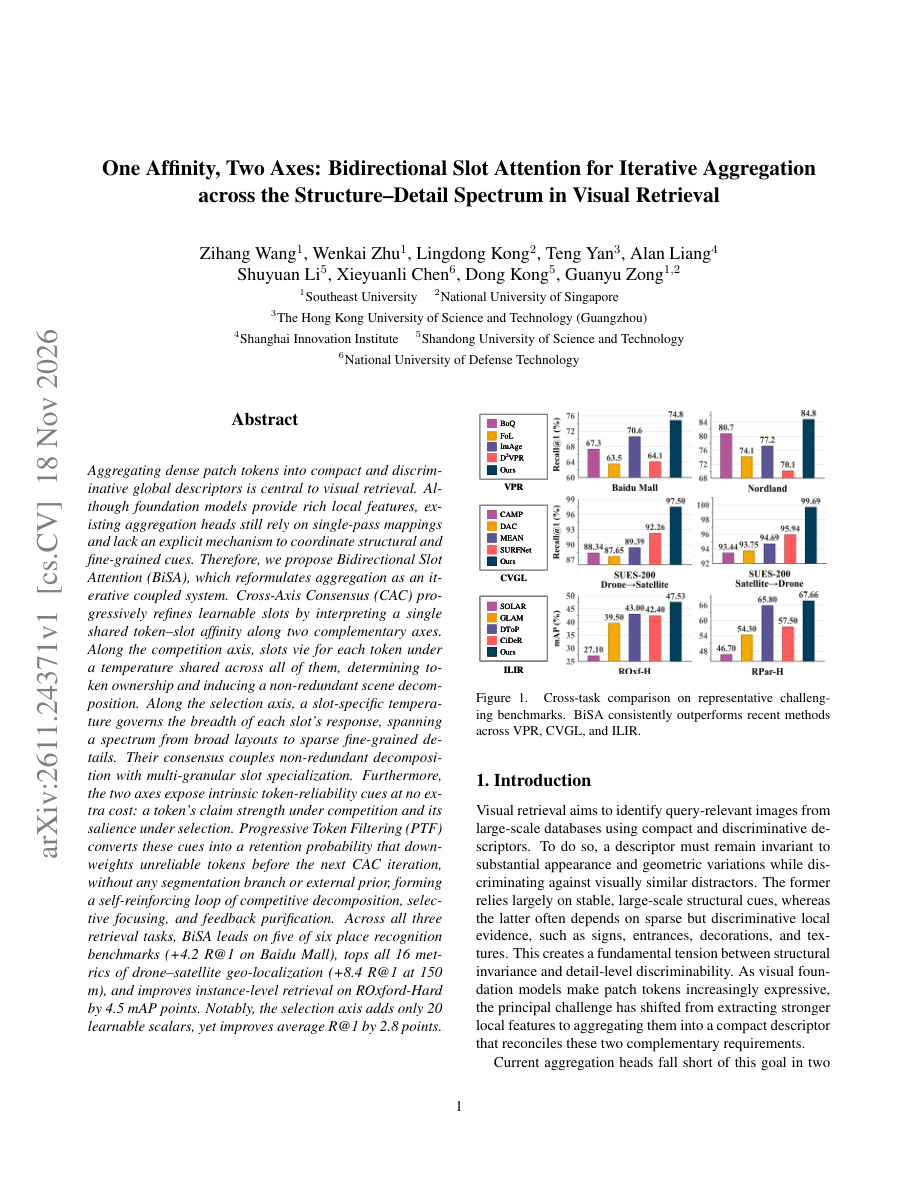 One Affinity, Two Axes: Bidirectional Slot Attention for Iterative Aggregation
across the Structure–Detail Spectrum in Visual Retrieval
Zihang Wang1, Wenkai Zhu1, Lingdong Kong2, Teng Yan3, Alan Liang4
Shuyuan Li5, Xieyuanli Chen6, Dong Kong5, Guanyu Zong1,2
1Southeast University 2National University of Singapore
3The Hong Kong University of Science and Technology (Guangzhou)
4Shanghai Innovation Institute 5Shandong University of Science and Technology
6National University of Defense Technology
arXiv:2611.24371v1 [cs.CV] 18 Nov 2026
Abstract
Aggregating dense patch tokens into compact and discrim-
inative global descriptors is central to visual retrieval. Al-
though foundation models provide rich local features, ex-
isting aggregation heads still rely on single-pass mappings
and lack an explicit mechanism to coordinate structural and
fine-grained cues. Therefore, we propose Bidirectional Slot
Attention (BiSA), which reformulates aggregation as an it-
erative coupled system. Cross-Axis Consensus (CAC) pro-
gressively refines learnable slots by interpreting a single
shared token–slot affinity along two complementary axes.
Along the competition axis, slots vie for each token under
a temperature shared across all of them, determining to-
ken ownership and inducing a non-redundant scene decom-
position. Along the selection axis, a slot-specific tempera-
ture governs the breadth of each slot's response, spanning
a spectrum from broad layouts to sparse fine-grained de-
tails. Their consensus couples non-redundant decomposi-
tion with multi-granular slot specialization. Furthermore,
the two axes expose intrinsic token-reliability cues at no ex-
tra cost: a token's claim strength under competition and its
salience under selection. Progressive Token Filtering (PTF)
converts these cues into a retention probability that down-
weights unreliable tokens before the next CAC iteration,
without any segmentation branch or external prior, forming
a self-reinforcing loop of competitive decomposition, selec-
tive focusing, and feedback purification. Across all three
retrieval tasks, BiSA leads on five of six place recognition
benchmarks (+4.2 R@1 on Baidu Mall), tops all 16 met-
rics of drone–satellite geo-localization (+8.4 R@1 at 150
m), and improves instance-level retrieval on ROxford-Hard
by 4.5 mAP points. Notably, the selection axis adds only 20
learnable scalars, yet improves average R@1 by 2.8 points.
BoQ
FoL
ImAge
D2VPR
Ours
VPR
Recall@1 (%)
76
72
68
64
60
67.3
63.5
70.6
64.1
74.8
Baidu Mall
84
80
76
72
68
80.7
74.1
77.2
70.1
84.8
Nordland
CAMP
DAC
MEAN
SURFNet
Ours
CVGL
Recall@1 (%)
99
96
93
90
87
88.34
87.65
89.39
92.26
97.50
SUES-200
Drone→Satellite
100
98
96
94
92
93.44
93.75
94.69
95.94
99.69
SUES-200
Satellite→Drone
SOLAR
GLAM
DToP
CiDeR
Ours
ILIR
mAP (%)
50
45
40
35
30
25
27.10
39.50
43.00
42.40
47.53
ROxf-H
66
60
54
48
46.70
54.30
65.80
57.50
67.66
RPar-H
Figure 1. Cross-task comparison on representative challeng-
ing benchmarks. BiSA consistently outperforms recent methods
across VPR, CVGL, and ILIR.
1. Introduction
Visual retrieval aims to identify query-relevant images from
large-scale databases using compact and discriminative de-
scriptors. To do so, a descriptor must remain invariant to
substantial appearance and geometric variations while dis-
criminating against visually similar distractors. The former
relies largely on stable, large-scale structural cues, whereas
the latter often depends on sparse but discriminative local
evidence, such as signs, entrances, decorations, and tex-
tures. This creates a fundamental tension between structural
invariance and detail-level discriminability. As visual foun-
dation models make patch tokens increasingly expressive,
the principal challenge has shifted from extracting stronger
local features to aggregating them into a compact descriptor
that reconciles these two complementary requirements.
Current aggregation heads fall short of this goal in two
1